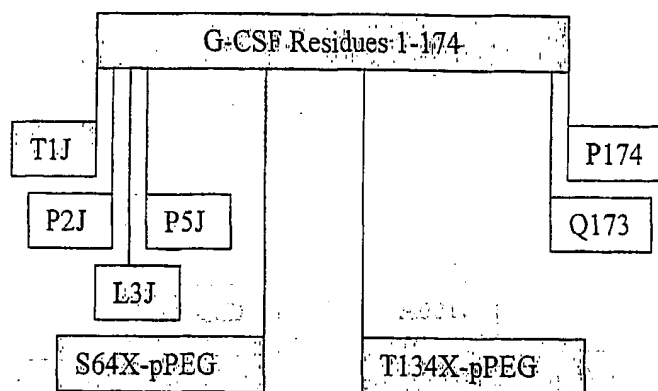 G-CSF Residues 1-174
T1J
P174
P2J
P5J
Q173
L3J
S64X-pPEG
T134X-pPEG